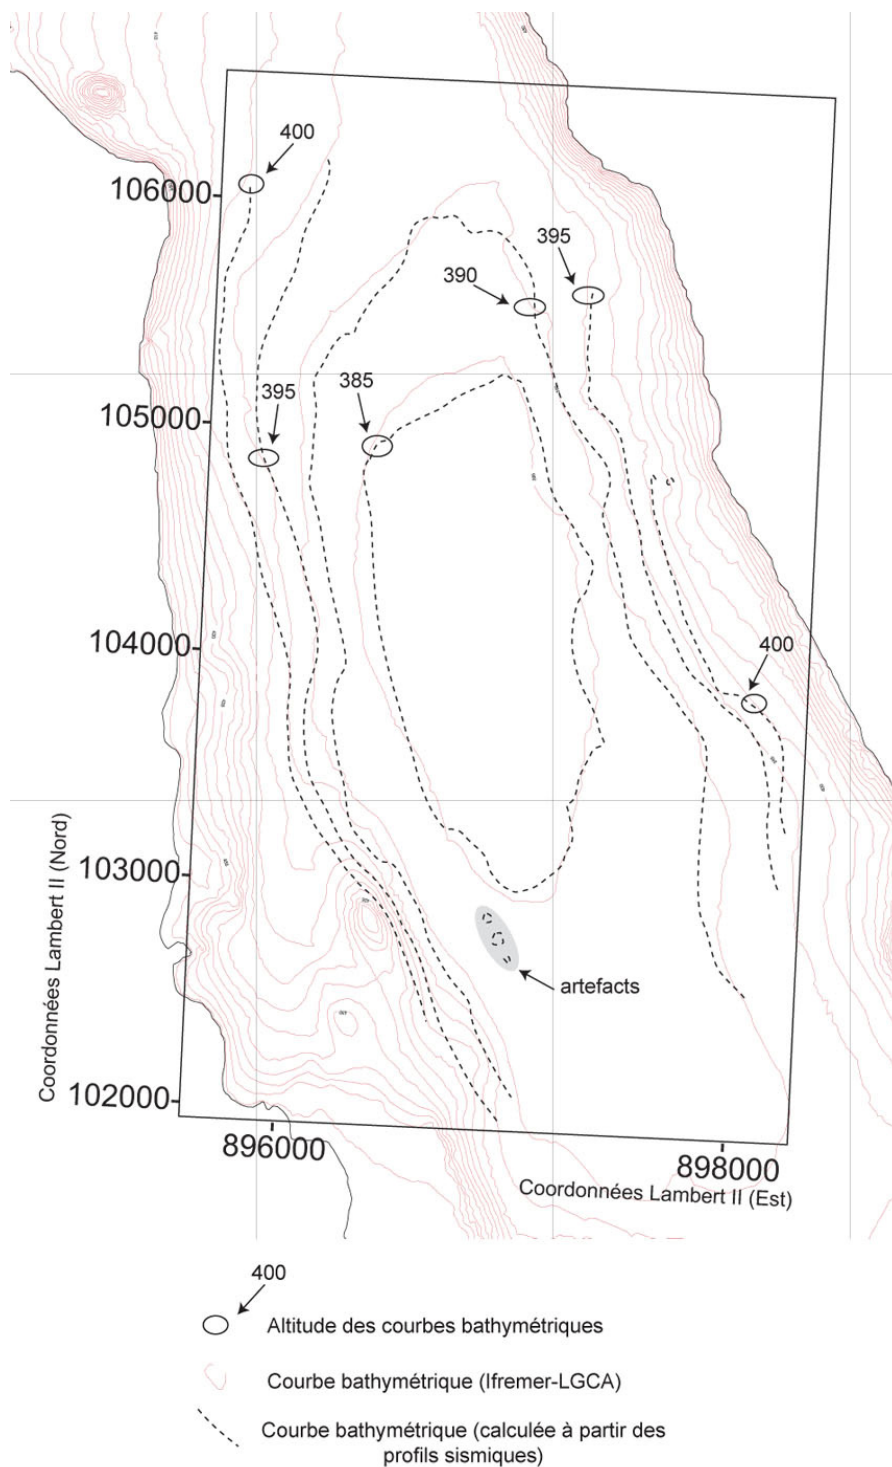 400
106000
395
390
395
385
105000
104000
400
103000
artefacts
102000
Coordonnées Lambert II (Nord)
896000
898000
Coordonnées Lambert II (Est)
400
Altitude des courbes bathymétriques
Courbe bathymétrique (Ifremer-LGCA)
Courbe bathymétrique (calculée à partir des
profils sismiques)